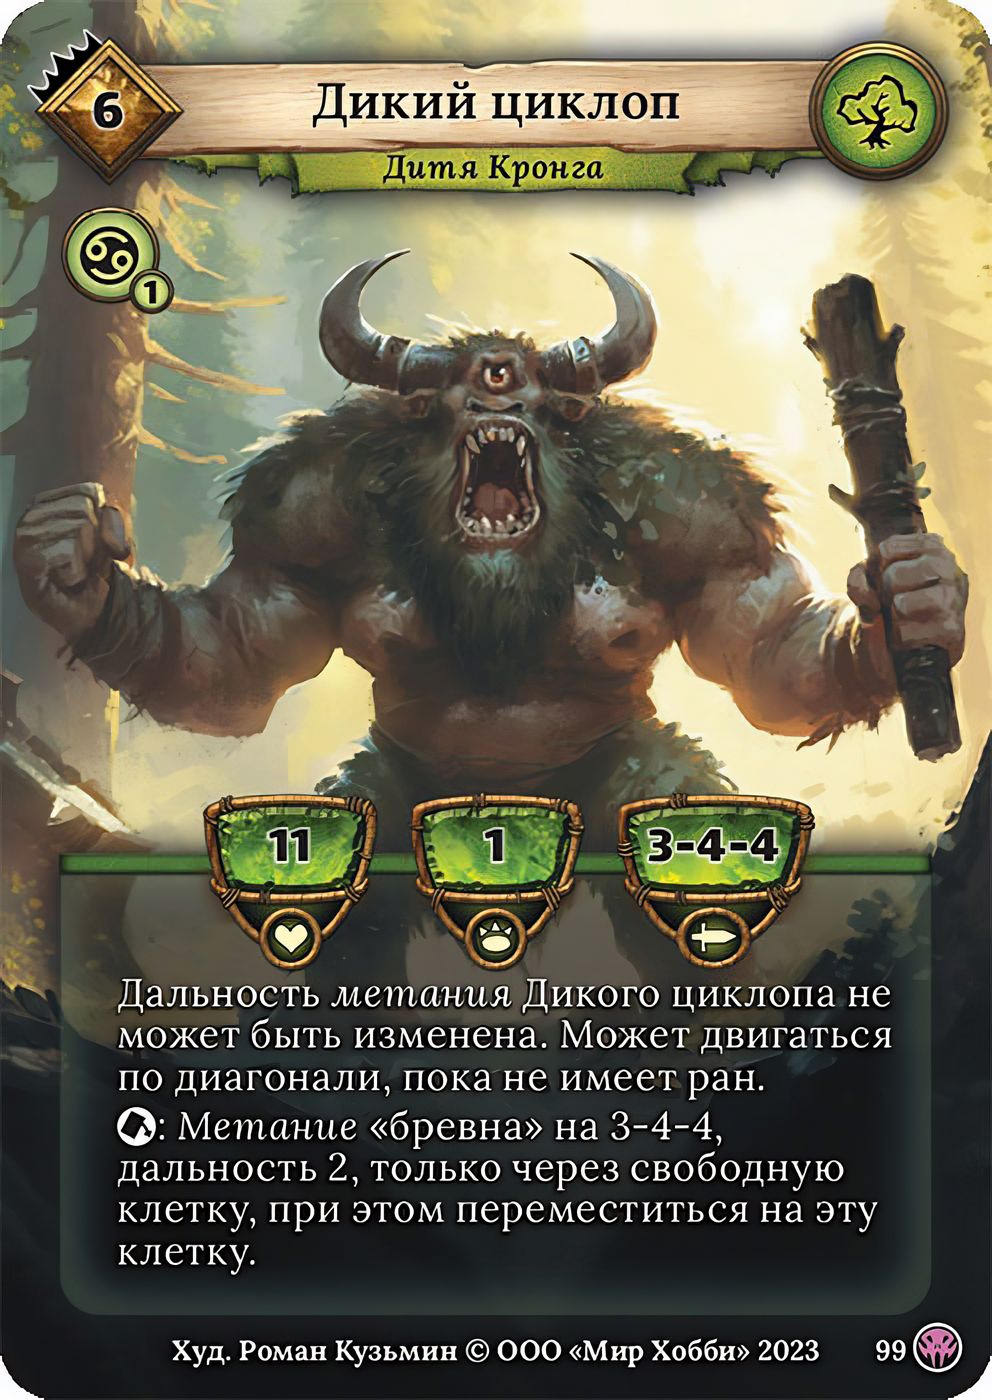 6
Дикий циклоп
Дитя Кронга
1
11
1
3-4-4
Дальность метания Дикого циклопа не
может быть изменена. Может двигаться
по диагонали, пока не имеет ран.
: Метание «бревна» на 3-4-4,
дальность 2, только через свободную
клетку, при этом переместиться на эту
клетку.
Худ. Роман Кузьмин © ООО «Мир Хобби» 2023
99